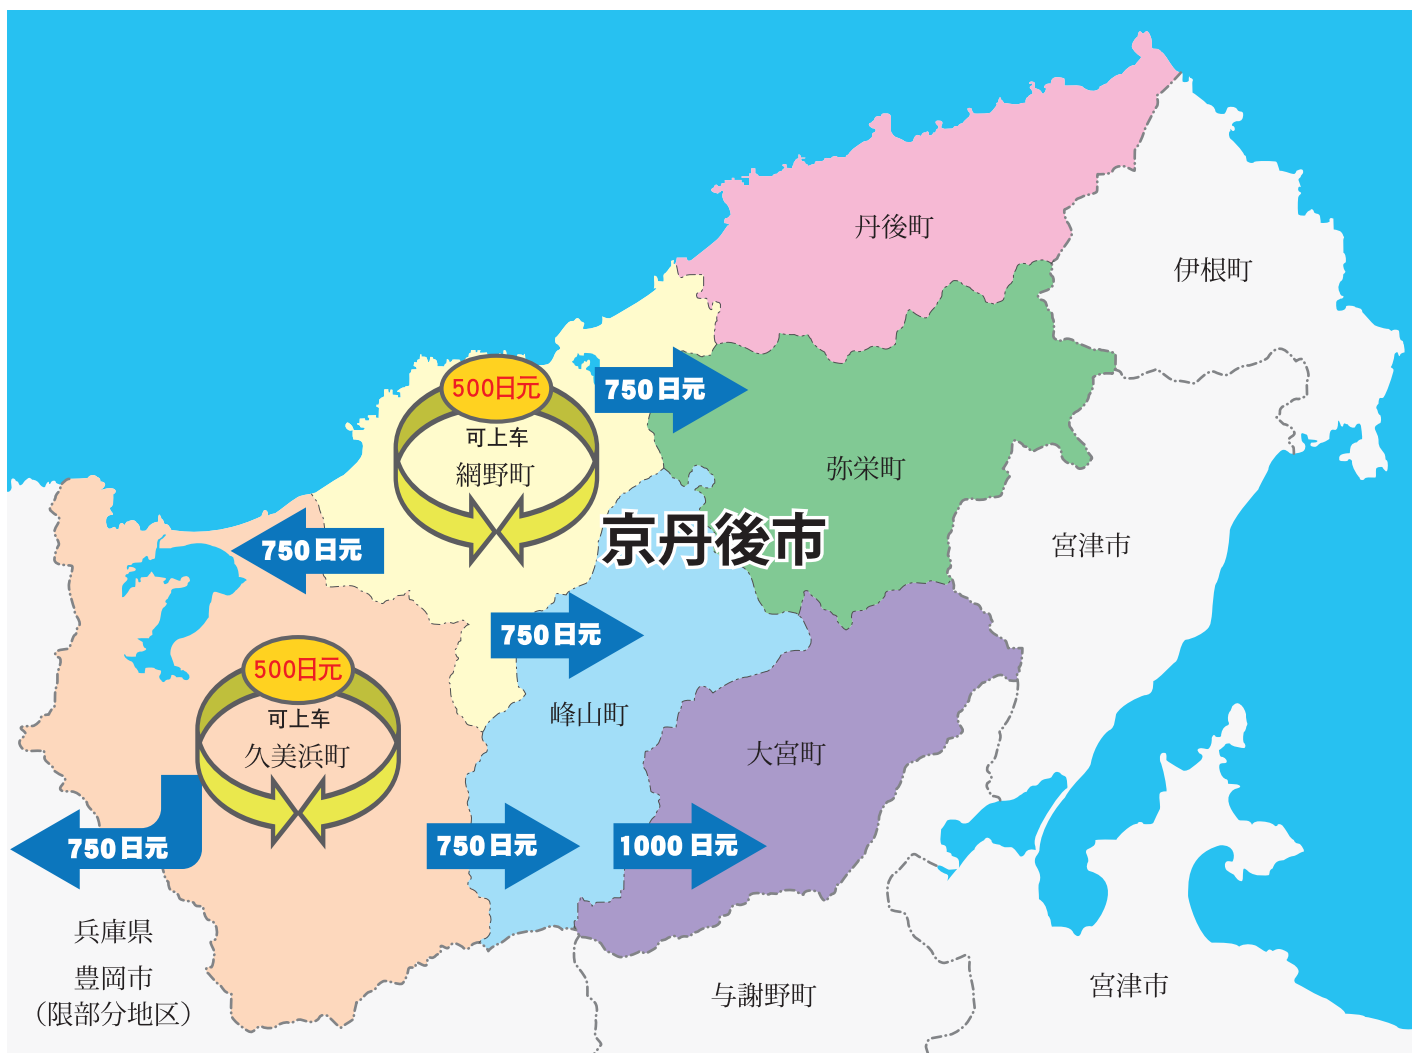 丹後町
伊根町
500日元
可上车
網野町
750日元
弥栄町
京丹後市
宮津市
750日元
750日元
500日元
可上车
久美浜町
峰山町
大宮町
750日元
750日元
1000日元
兵庫県
豊岡市
（限部分地区）
与謝野町
宮津市